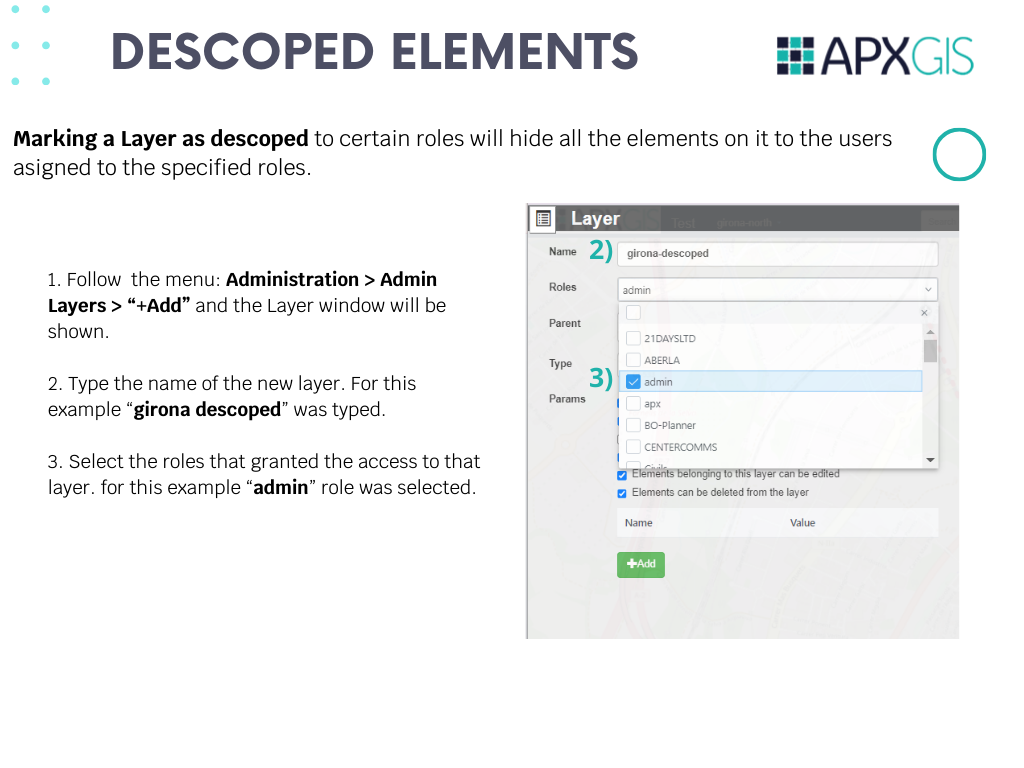 DESCOPED ELEMENTS
APXGIS
Marking a Layer as descoped to certain roles will hide all the elements on it to the users
asigned to the specified roles.
1. Follow  the menu: Administration > Admin
Layers > “+Add” and the Layer window will be
shown.
2. Type the name of the new layer. For this
example “girona descoped” was typed.
3. Select the roles that granted the access to that
layer. for this example “admin” role was selected.
Layer
Test
girona-north
Name
2)
girona-descoped
Roles
admin
×
Parent
21DAYSLTD
Type
ABERLA
3)
admin
Params
apx
BO-Planner
CENTERCOMMS
Civils
Elements belonging to this layer can be edited
Elements can be deleted from the layer
Name
Value
+Add